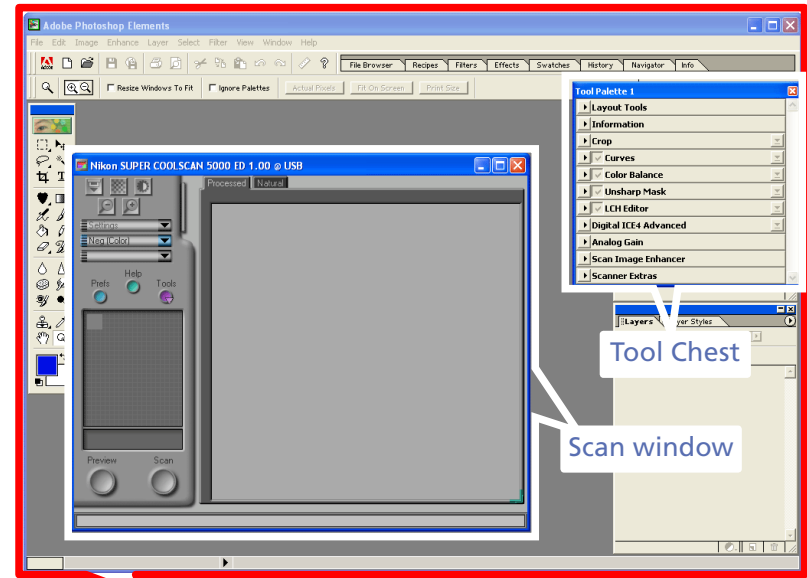 Adobe Photoshop Elements
File Edit Image Enhance Layer Select Filter View Window Help
File Browser Recipes Filters Effects Swatches History Navigator Info
Resize Windows To Fit Ignore Palettes Actual Pixels Fit On Screen Print Size
Tool Palette 1
Layout Tools
Information
Crop
Curves
Color Balance
Unsharp Mask
LCH Editor
Digital ICE4 Advanced
Analog Gain
Scan Image Enhancer
Scanner Extras
Nikon SUPER COOLSCAN 5000 ED 1.00 @ USB
Processed Natural
Settings
Neg (Color)
Prefs Help Tools
Preview Scan
Layers yer Styles
Tool Chest
Scan window